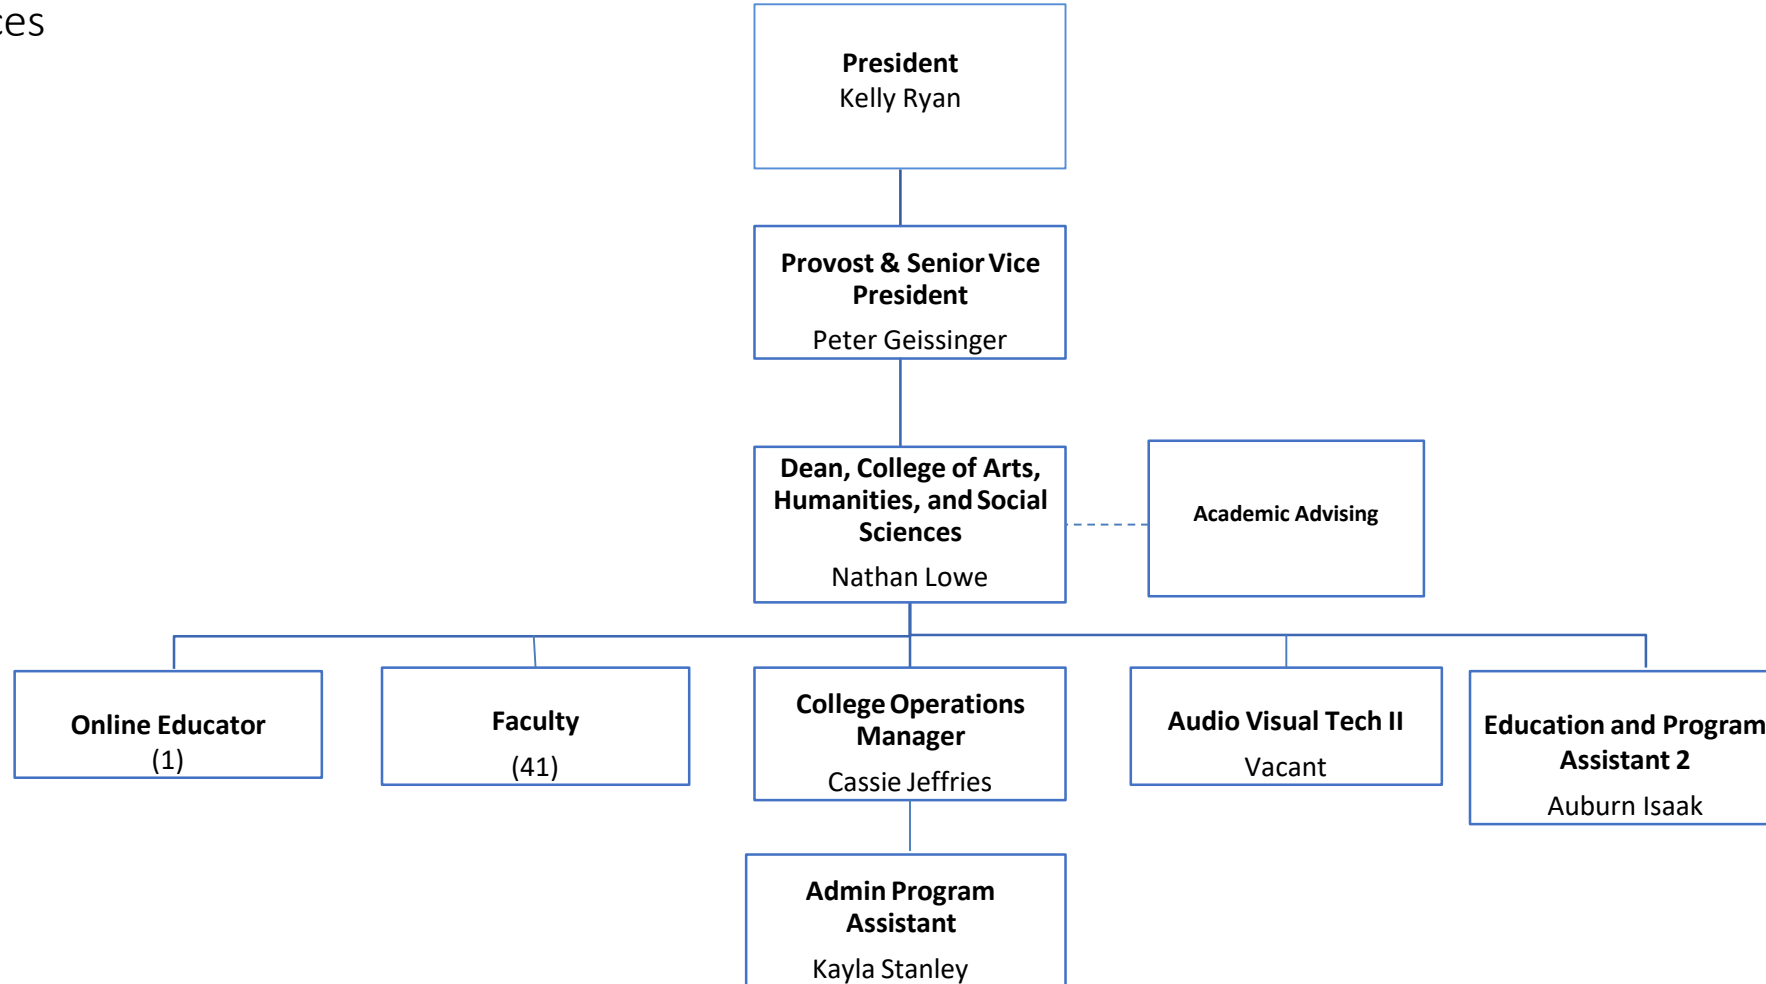 ces
President
Kelly Ryan
Provost & Senior Vice
President
Peter Geissinger
Dean, College of Arts,
Humanities, and Social
Sciences
Nathan Lowe
Academic Advising
Online Educator
(1)
Faculty
(41)
College Operations
Manager
Cassie Jeffries
Audio Visual Tech II
Vacant
Education and Program
Assistant 2
Auburn Isaak
Admin Program
Assistant
Kayla Stanley